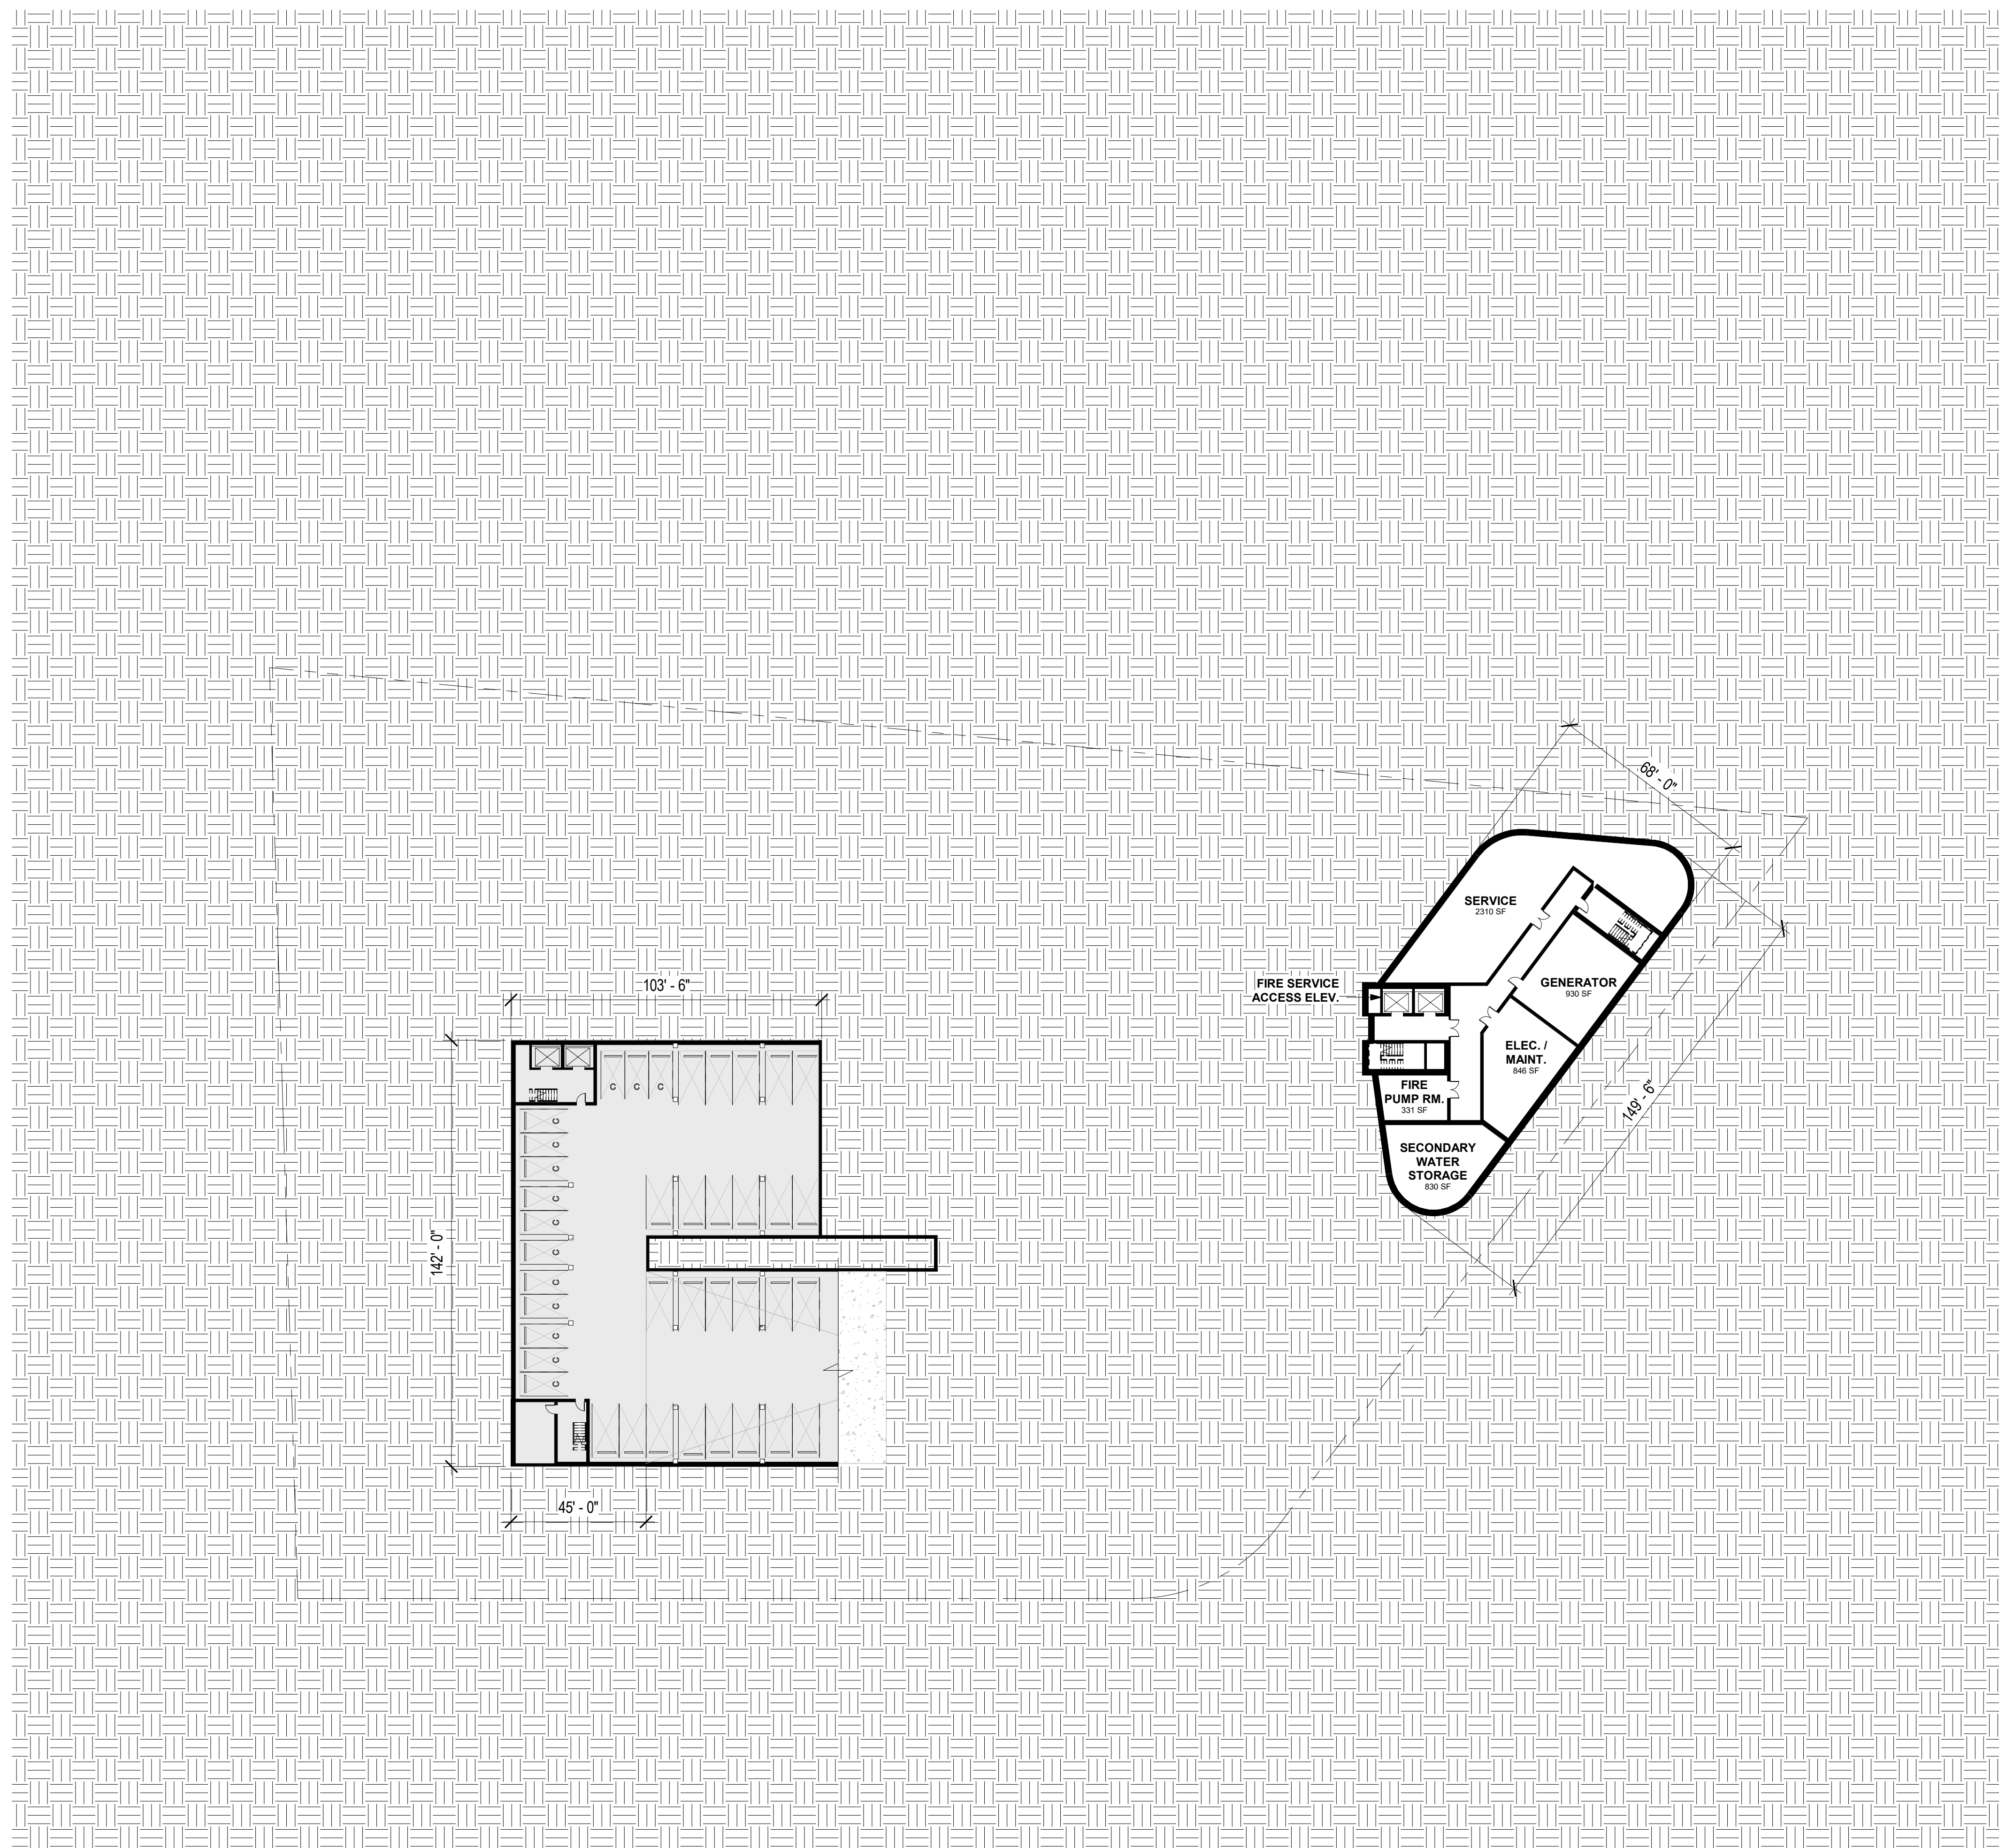 68' - 0"
SERVICE
2310 SF
GENERATOR
930 SF
FIRE SERVICE
ACCESS ELEV.
103' - 6"
ELEC. /
MAINT.
846 SF
C C C
FIRE
PUMP RM.
331 SF
149' - 6"
C
C
C
C
C
C
C
C
C
C
C
SECONDARY
WATER
STORAGE
830 SF
142' - 0"
45' - 0"